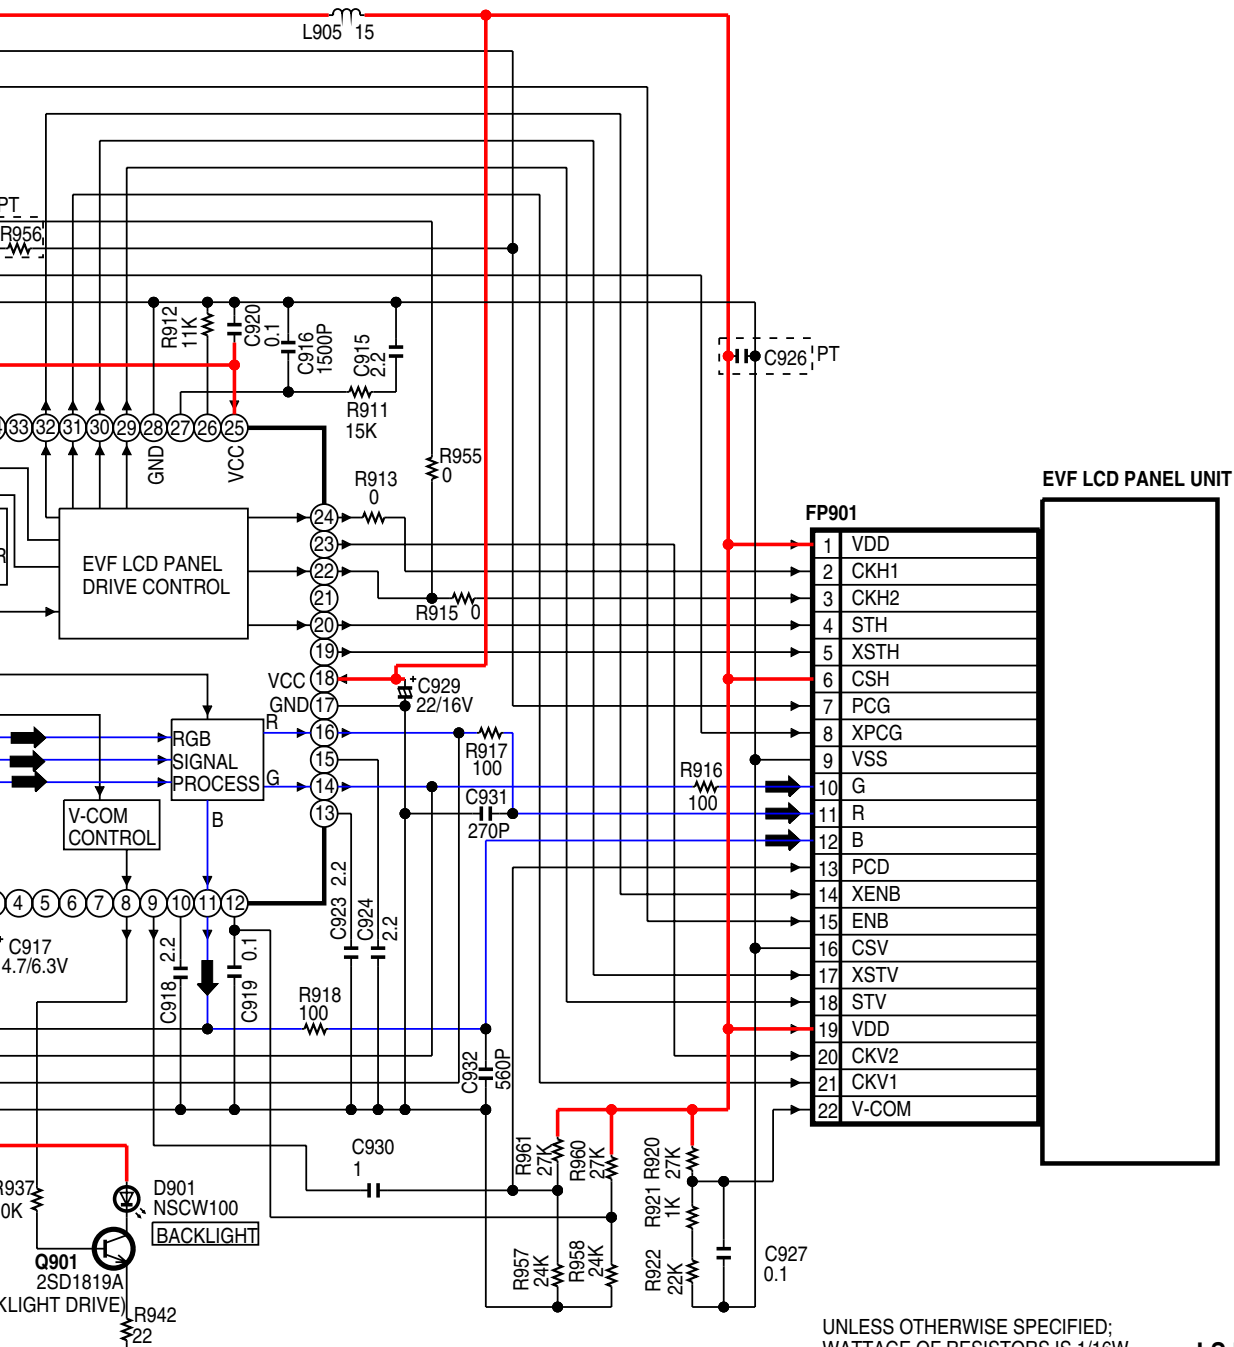 L905 15
PT
R956
R912
11K
C920
0.1
C916
1500P
C915
2.2
R911
15K
C926
PT
33 32 31 30 29 28 27 26 25
GND
VCC
R955
0
R913
0
EVF LCD PANEL UNIT
FP901
EVF LCD PANEL
DRIVE CONTROL
R
24
23
22
21
20
19
18
17
16
15
14
13
R915 0
VCC
GND
C929
+
22/16V
1 VDD
2 CKH1
3 CKH2
4 STH
5 XSTH
6 CSH
7 PCG
8 XPCG
9 VSS
10 G
11 R
12 B
13 PCD
14 XENB
15 ENB
16 CSV
17 XSTV
18 STV
19 VDD
20 CKV2
21 CKV1
22 V-COM
RGB
SIGNAL
PROCESS
R
G
B
R917
100
R916
100
C931
270P
V-COM
CONTROL
4 5 6 7 8 9 10 11 12
+
C917
4.7/6.3V
C918 2.2
C919 0.1
C923 2.2
C924
2.2
R918
100
C932
560P
C930
1
R961
27K
R960
27K
R920
27K
R921
1K
R957
24K
R958
24K
R922
22K
C927
0.1
R937
0K
D901
NSCW100
BACKLIGHT
Q901
2SD1819A
KLIGHT DRIVE)
R942
22
UNLESS OTHERWISE SPECIFIED;
WATTAGE OF RESISTORS IS 1/16W